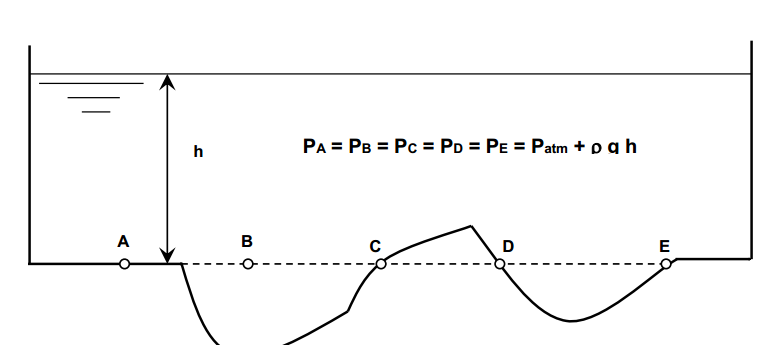 h
PA = PB = PC = PD = PE = Patm + ρ g h
A B C D E